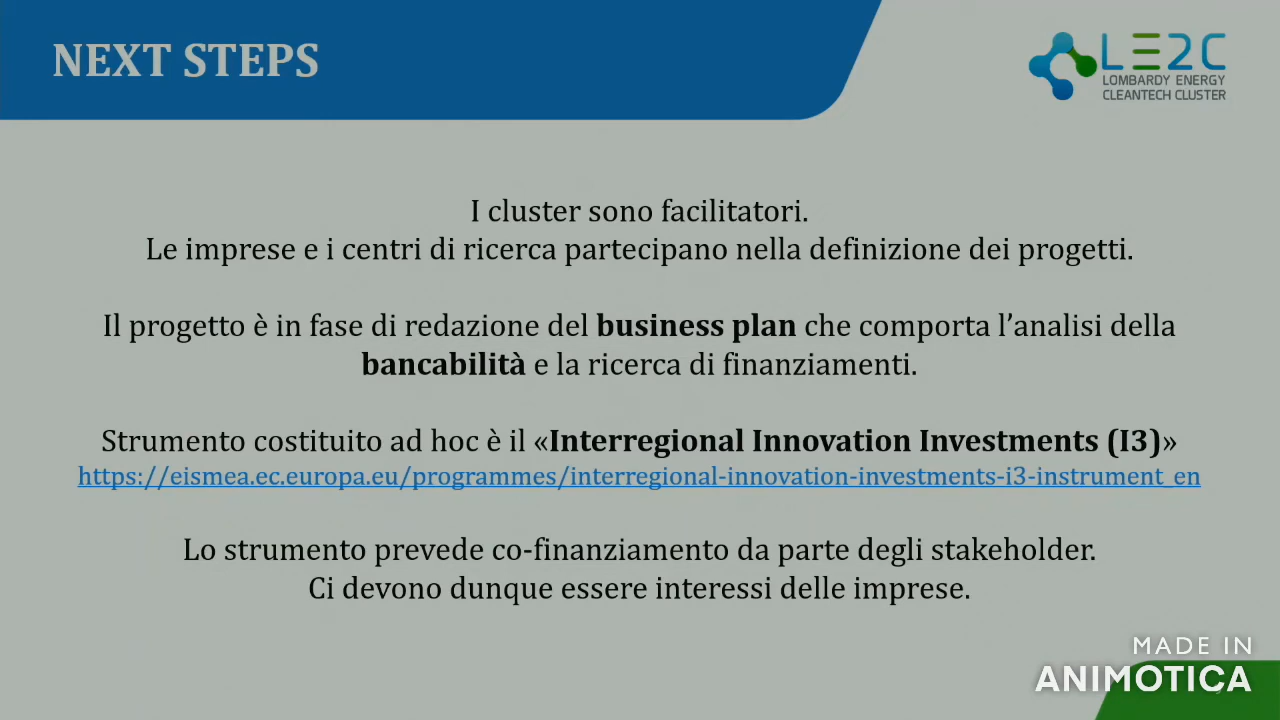 NEXT STEPS
LE2C
LOMBARDY ENERGY
CLEANTECH CLUSTER
I cluster sono facilitatori.
Le imprese e i centri di ricerca partecipano nella definizione dei progetti.
Il progetto è in fase di redazione del business plan che comporta l’analisi della
bancabilità e la ricerca di finanziamenti.
Strumento costituito ad hoc è il «Interregional Innovation Investments (I3)»
https://eismea.ec.europa.eu/programmes/interregional-innovation-investments-i3-instrument_en
Lo strumento prevede co-finanziamento da parte degli stakeholder.
Ci devono dunque essere interessi delle imprese.
MADE IN
ANIMOTICA